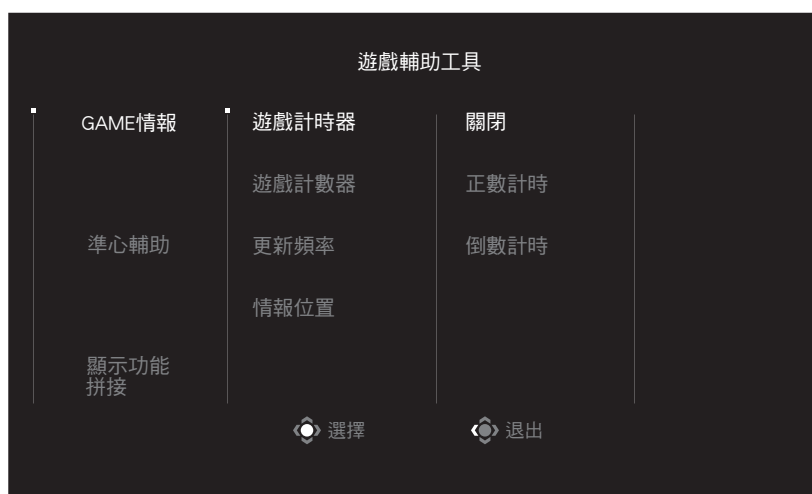 遊戲輔助工具
GAME情報
遊戲計時器
關閉
遊戲計數器
正數計時
準心輔助
更新頻率
倒數計時
情報位置
顯示功能
拼接
選擇
退出